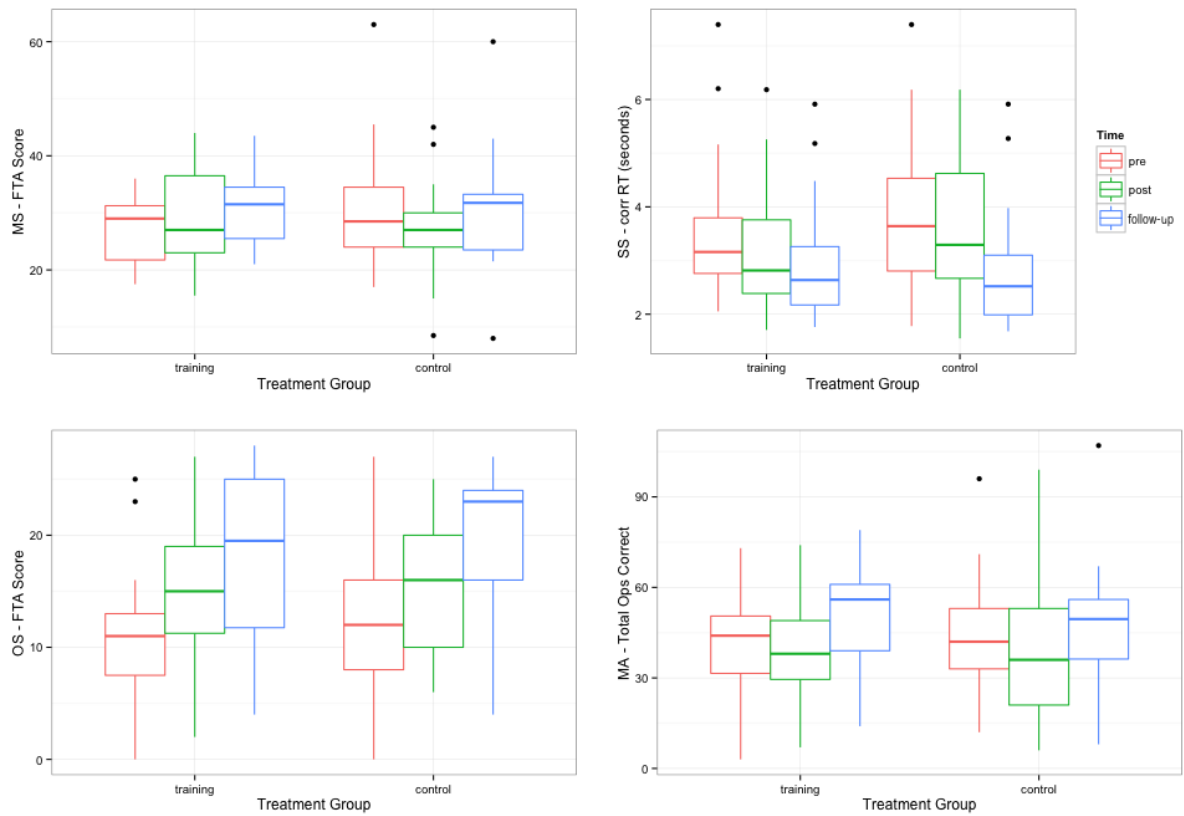 MS - FTA Score
60
40
20
training
control
Treatment Group
SS - corr RT (seconds)
6
4
2
training
control
Treatment Group
Time
pre
post
follow-up
OS - FTA Score
20
10
0
training
control
Treatment Group
MA - Total Ops Correct
90
60
30
0
training
control
Treatment Group